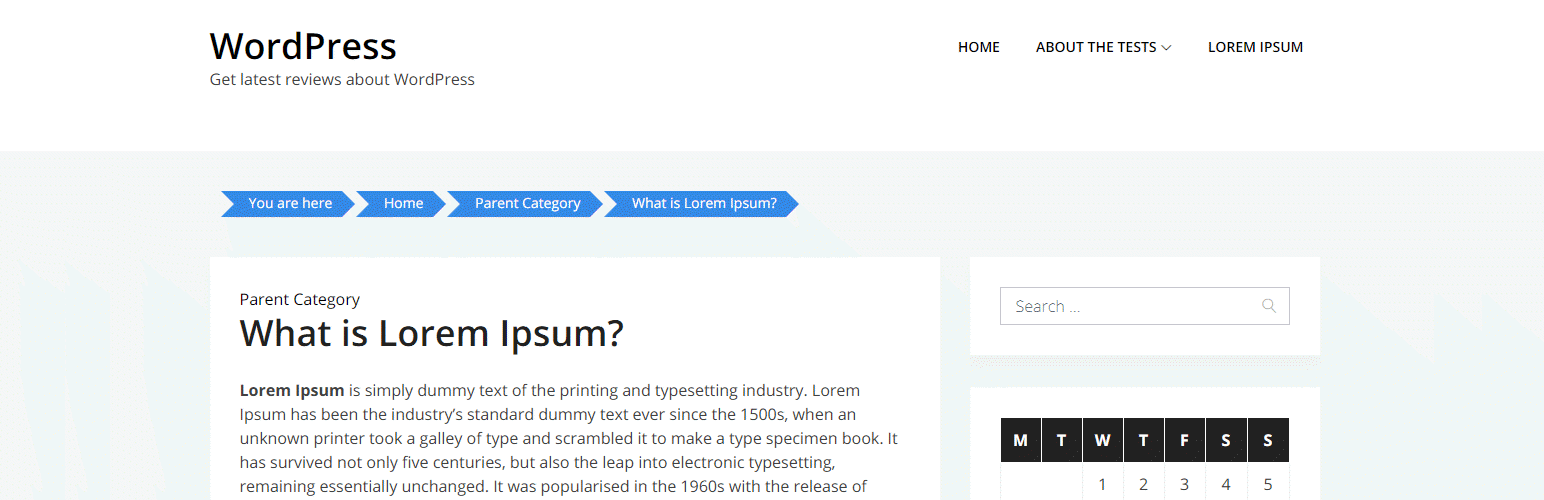 WordPress
Get latest reviews about WordPress
HOME ABOUT THE TESTS LOREM IPSUM
You are here Home Parent Category What is Lorem Ipsum?
Parent Category
What is Lorem Ipsum?
Lorem Ipsum is simply dummy text of the printing and typesetting industry. Lorem
Ipsum has been the industry’s standard dummy text ever since the 1500s, when an
unknown printer took a galley of type and scrambled it to make a type specimen book. It
has survived not only five centuries, but also the leap into electronic typesetting,
remaining essentially unchanged. It was popularised in the 1960s with the release of
Search ...
M T W T F S S
1 2 3 4 5